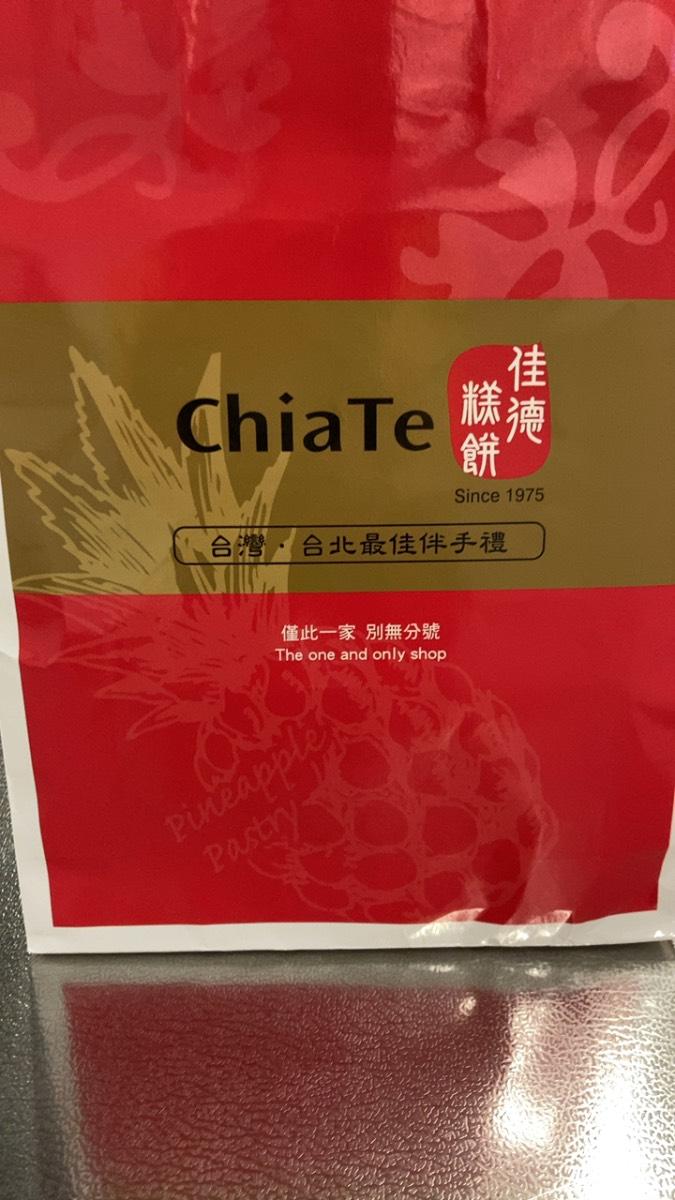 ChiaTe
佳德
糕餅
Since 1975
台灣·台北最佳伴手禮
僅此一家 別無分號
The one and only shop
Pineapple
Pastry